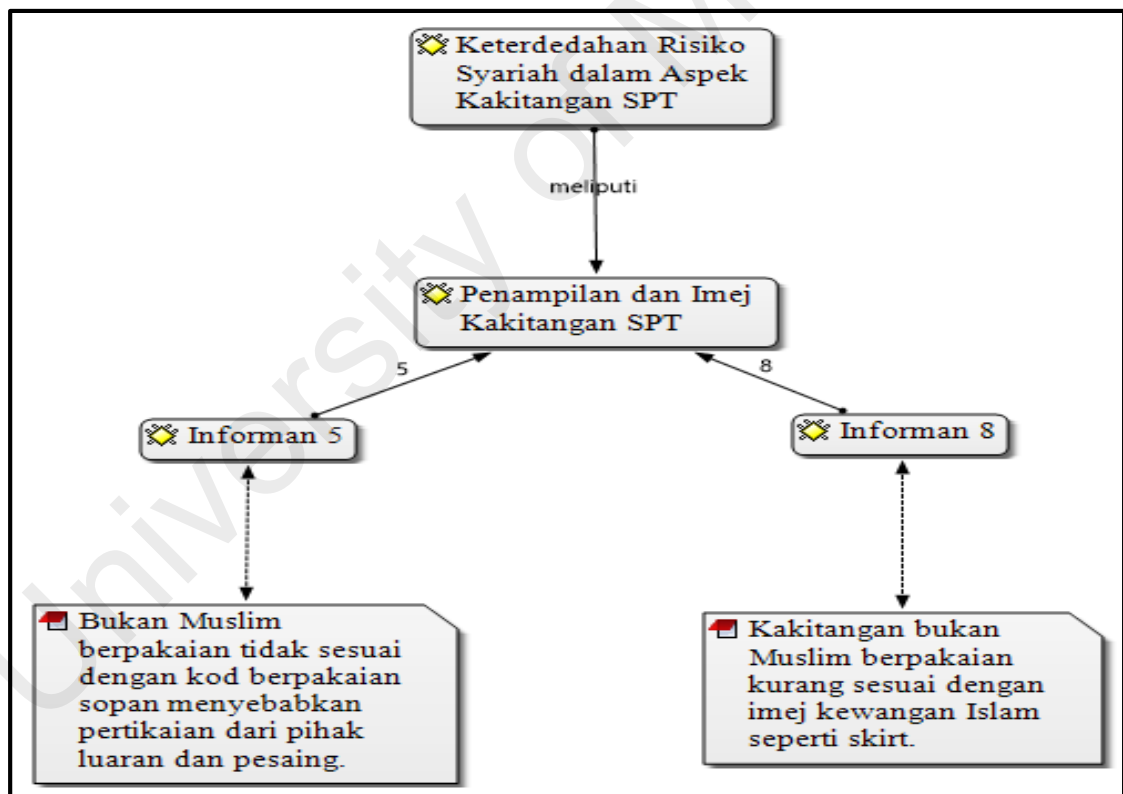 Keterdedahan Risiko
Syariah dalam Aspek
Kakitangan SPT
meliputi
Penampilan dan Imej
Kakitangan SPT
5
8
Informan 5
Informan 8
Bukan Muslim
berpakaian tidak sesuai
dengan kod berpakaian
sopan menyebabkan
pertikaian dari pihak
luaran dan pesaing.
Kakitangan bukan
Muslim berpakaian
kurang sesuai dengan
imej kewangan Islam
seperti skirt.
University of M